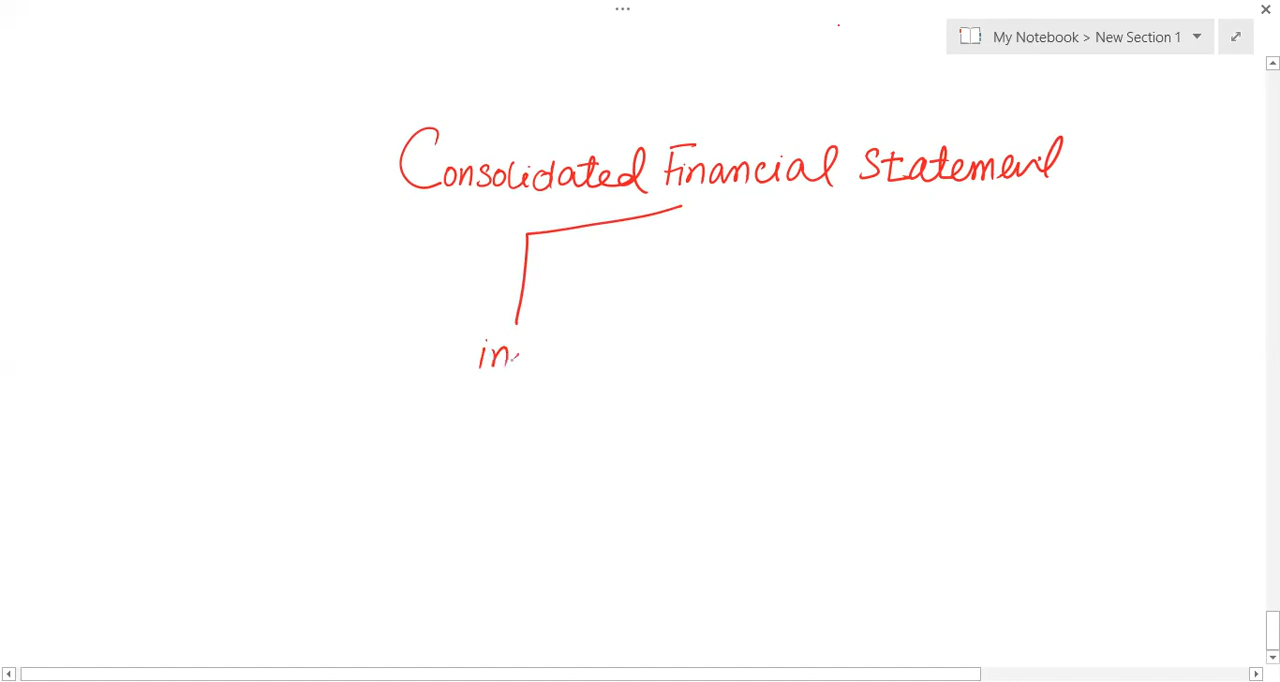 ...
My Notebook > New Section 1
Consolidated Financial Statement
in